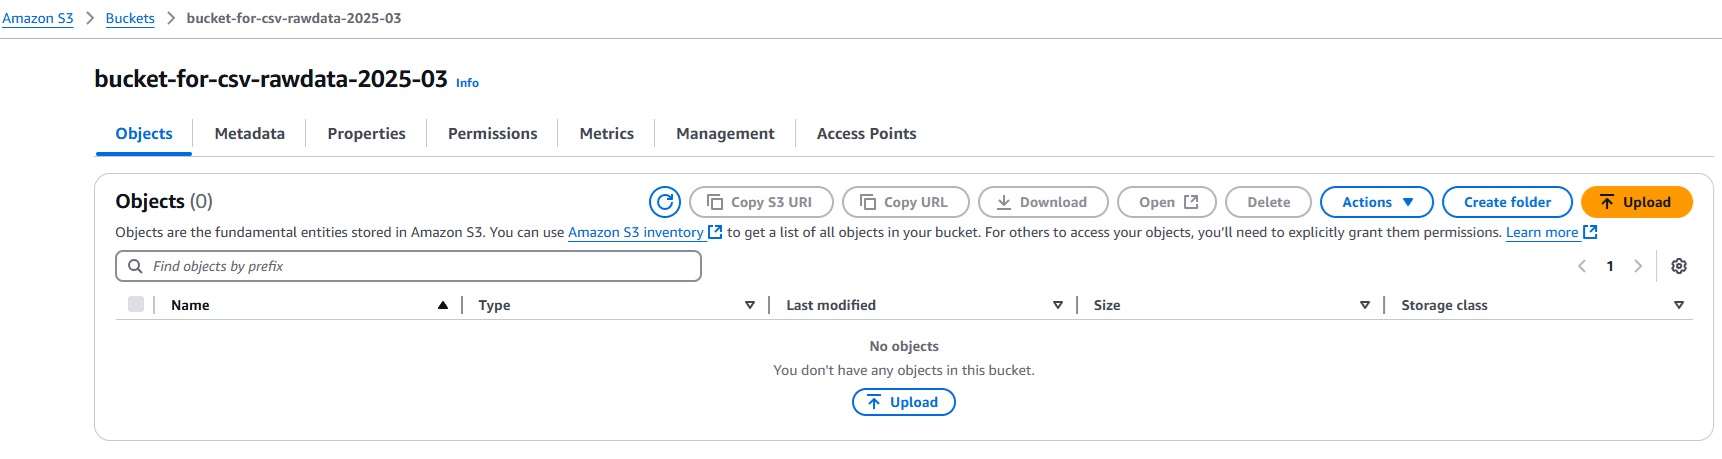 Amazon S3 > Buckets > bucket-for-csv-rawdata-2025-03
bucket-for-csv-rawdata-2025-03 Info
Objects Metadata Properties Permissions Metrics Management Access Points
Objects (0) Copy S3 URI Copy URL Download Open Delete Actions Create folder Upload
Objects are the fundamental entities stored in Amazon S3. You can use Amazon S3 inventory to get a list of all objects in your bucket. For others to access your objects, you'll need to explicitly grant them permissions. Learn more
Find objects by prefix 1
Name Type Last modified Size Storage class
No objects
You don't have any objects in this bucket.
Upload